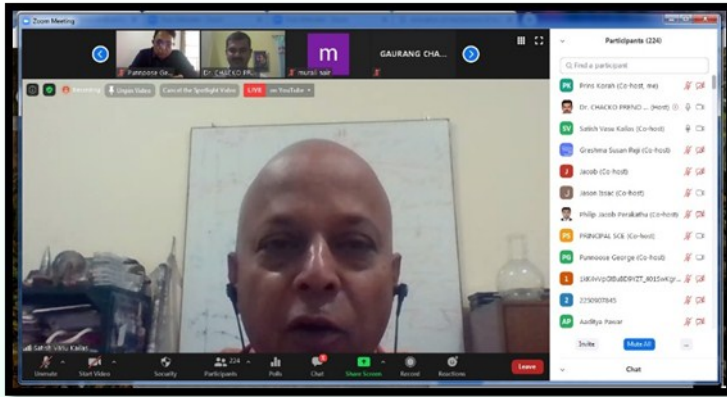 Zoom Meeting
Punnoose Ge...
Dr. CHACKO PR...
m
murali nair
GAURANG CHA...
Recording
Unpin Video
Cancel the Spotlight Video
LIVE
on YouTube
Satish Vasu Kailas
Unmute
Start Video
Security
224
Participants
Polls
Chat
Share Screen
Record
Reactions
Leave
Participants (224)
Find a participant
PK Prins Korah (Co-host, me)
Dr. CHACKO PRENO ... (Host)
SV Satish Vasu Kailas (Co-host)
Greshma Susan Reji (Co-host)
J Jacob (Co-host)
J Jason Issac (Co-host)
Philip Jacob Perakatha (Co-host)
PS PRINCIPAL SCE (Co-host)
PG Punnoose George (Co-host)
1
2 2250907845
AP Aaditya Pawar
Invite
Mute All
...
Chat